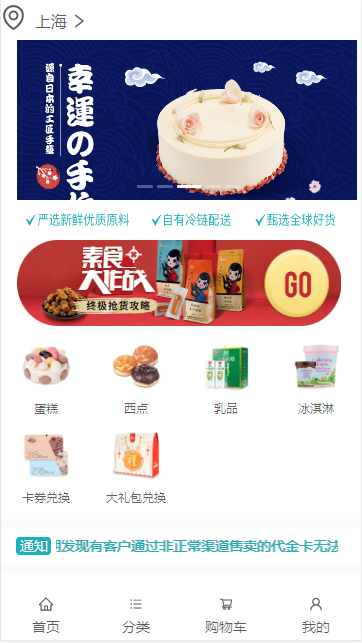 上海
幸運の手
源自日本的工匠手藝
严选新鲜优质原料 自有冷链配送 甄选全球好货
素食
大作战
终极抢货攻略
GO
蛋糕 西点 乳品 冰淇淋
卡券兑换 大礼包兑换
通知 发现有客户通过非正常渠道售卖的代金卡无法
首页 分类 购物车 我的